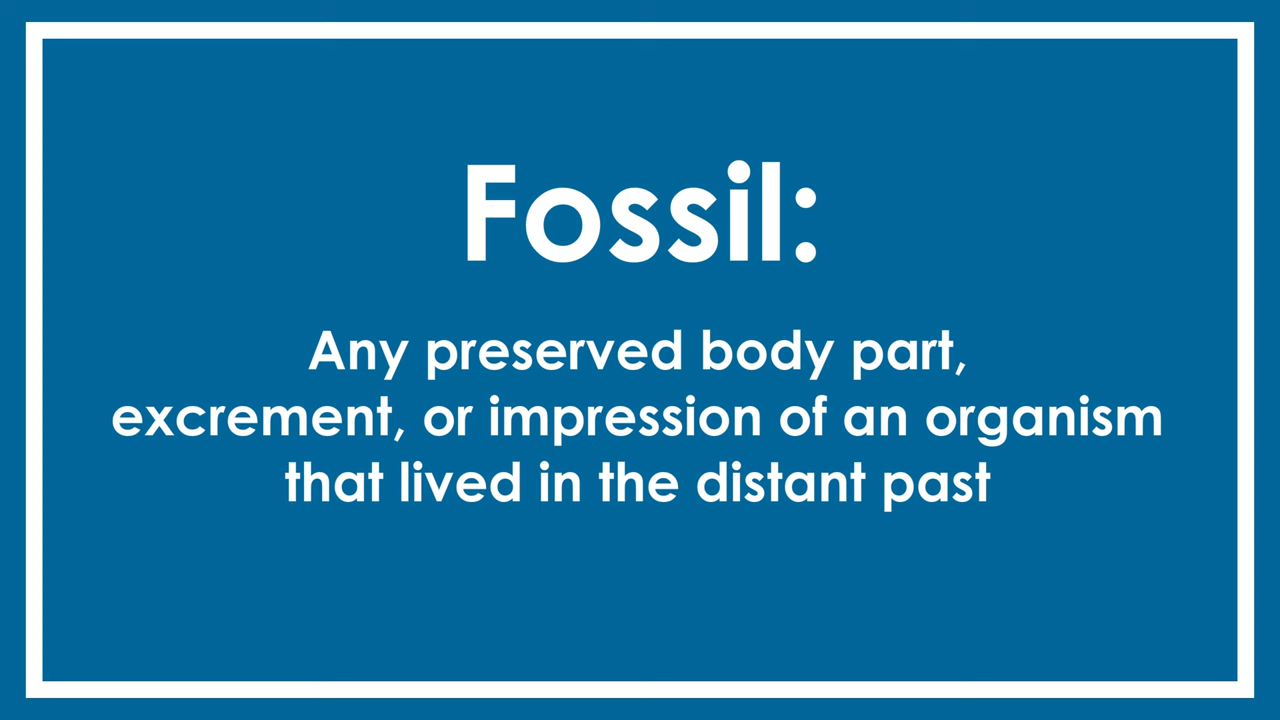 Fossil:
Any preserved body part,
excrement, or impression of an organism
that lived in the distant past